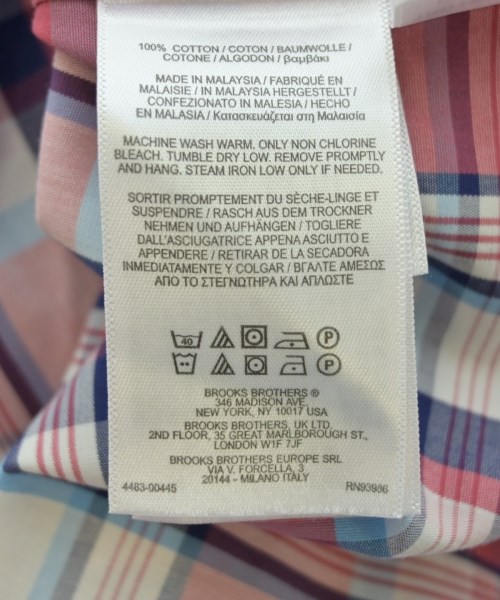 100% COTTON / COTON / BAUMWOLLE /
COTONE / ALGODON / βαμβάκι
MADE IN MALAYSIA / FABRIQUÉ EN
MALAISIE / IN MALAYSIA HERGESTELLT /
CONFEZIONATO IN MALESIA / HECHO
EN MALASIA / Κατασκευάζεται στη Μαλαισία
MACHINE WASH WARM. ONLY NON CHLORINE
BLEACH. TUMBLE DRY LOW. REMOVE PROMPTLY
AND HANG. STEAM IRON LOW ONLY IF NEEDED.
SORTIR PROMPTEMENT DU SÈCHE-LINGE ET
SUSPENDRE / RASCH AUS DEM TROCKNER
NEHMEN UND AUFHÄNGEN / TOGLIERE
DALL'ASCIUGATRICE APPENA ASCIUTTO E
APPENDERE / RETIRAR DE LA SECADORA
INMEDIATAMENTE Y COLGAR / ΒΓΑΛΤΕ ΑΜΕΣΩΣ
ΑΠΟ ΤΟ ΣΤΕΓΝΩΤΗΡΑ ΚΑΙ ΑΠΛΩΣΤΕ
40 P
P
BROOKS BROTHERS ®
346 MADISON AVE.
NEW YORK, NY 10017 USA
BROOKS BROTHERS, UK LTD.
2ND FLOOR, 35 GREAT MARLBOROUGH ST.,
LONDON W1F 7JF
BROOKS BROTHERS EUROPE SRL
VIA V. FORCELLA, 3
20144 - MILANO ITALY
4463-00445 RN93986